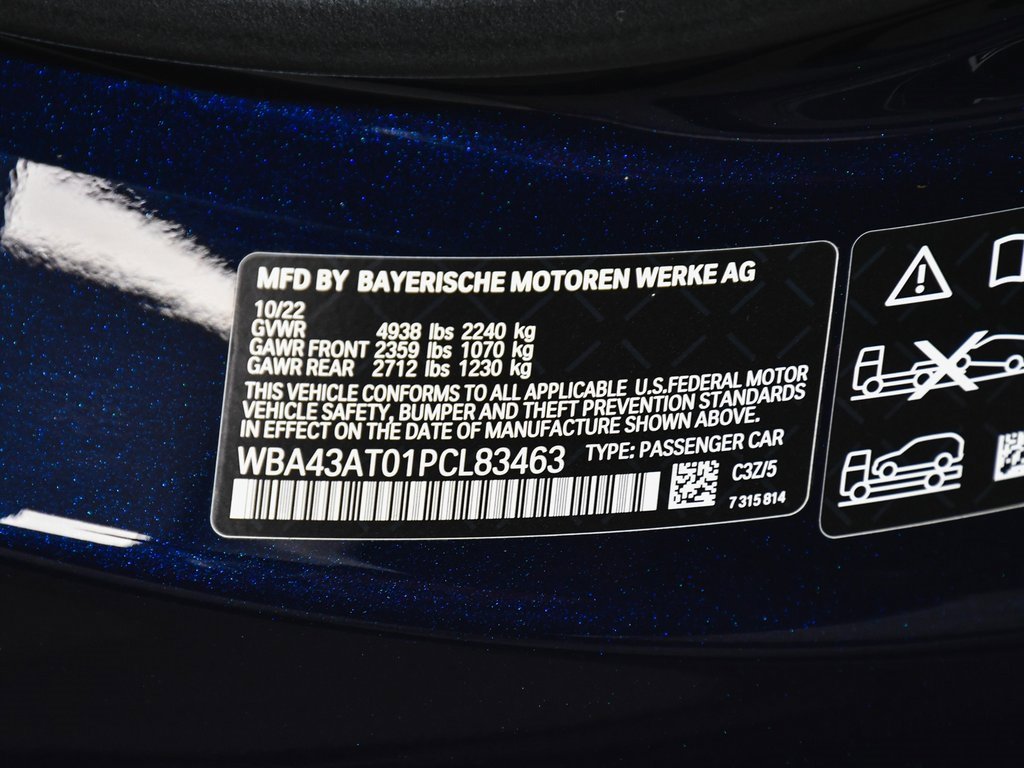 MFD BY BAYERISCHE MOTOREN WERKE AG
10/22
GVWR 4938 lbs 2240 kg
GAWR FRONT 2359 lbs 1070 kg
GAWR REAR 2712 lbs 1230 kg
THIS VEHICLE CONFORMS TO ALL APPLICABLE U.S.FEDERAL MOTOR
VEHICLE SAFETY, BUMPER AND THEFT PREVENTION STANDARDS
IN EFFECT ON THE DATE OF MANUFACTURE SHOWN ABOVE.
WBA43AT01PCL83463 TYPE: PASSENGER CAR
C3Z/5
7 315 814